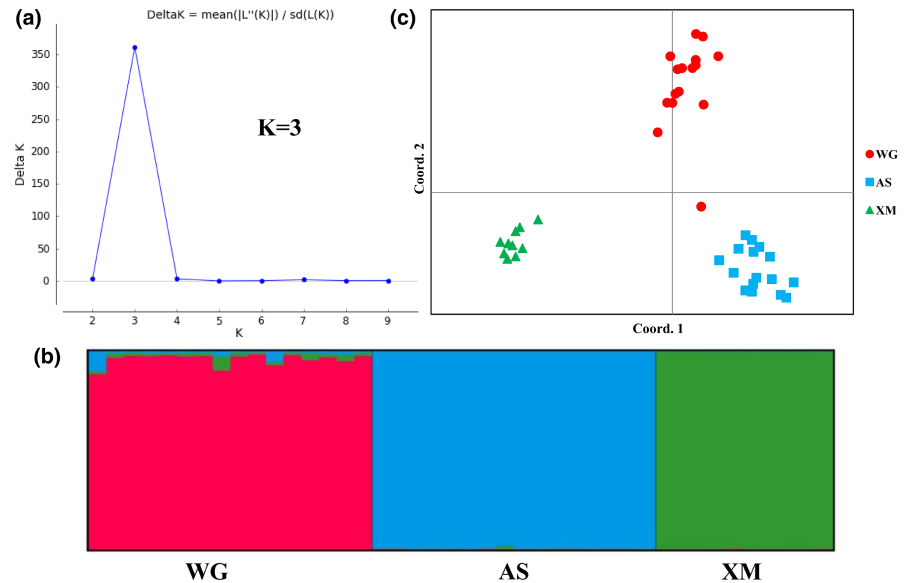 (a)
DeltaK = mean(|L''(K)|) / sd(L(K))
350
300
250
200
150
100
50
0
Delta K
K=3
2 3 4 5 6 7 8 9
K
(c)
Coord. 2
Coord. 1
WG
AS
XM
(b)
WG AS XM